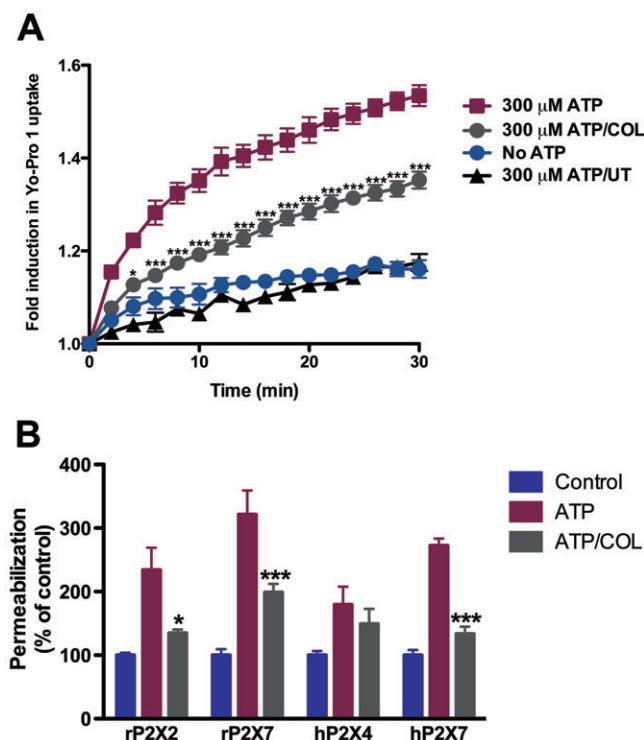 A
Fold induction in Yo-Pro 1 uptake
1.6
1.4
1.2
1.0
0 10 20 30
Time (min)
* *** *** *** *** *** *** *** *** *** *** *** *** ***
300 μM ATP
300 μM ATP/COL
No ATP
300 μM ATP/UT
B
Permeabilization
(% of control)
400
300
200
100
0
* *** ***
rP2X2 rP2X7 hP2X4 hP2X7
Control
ATP
ATP/COL